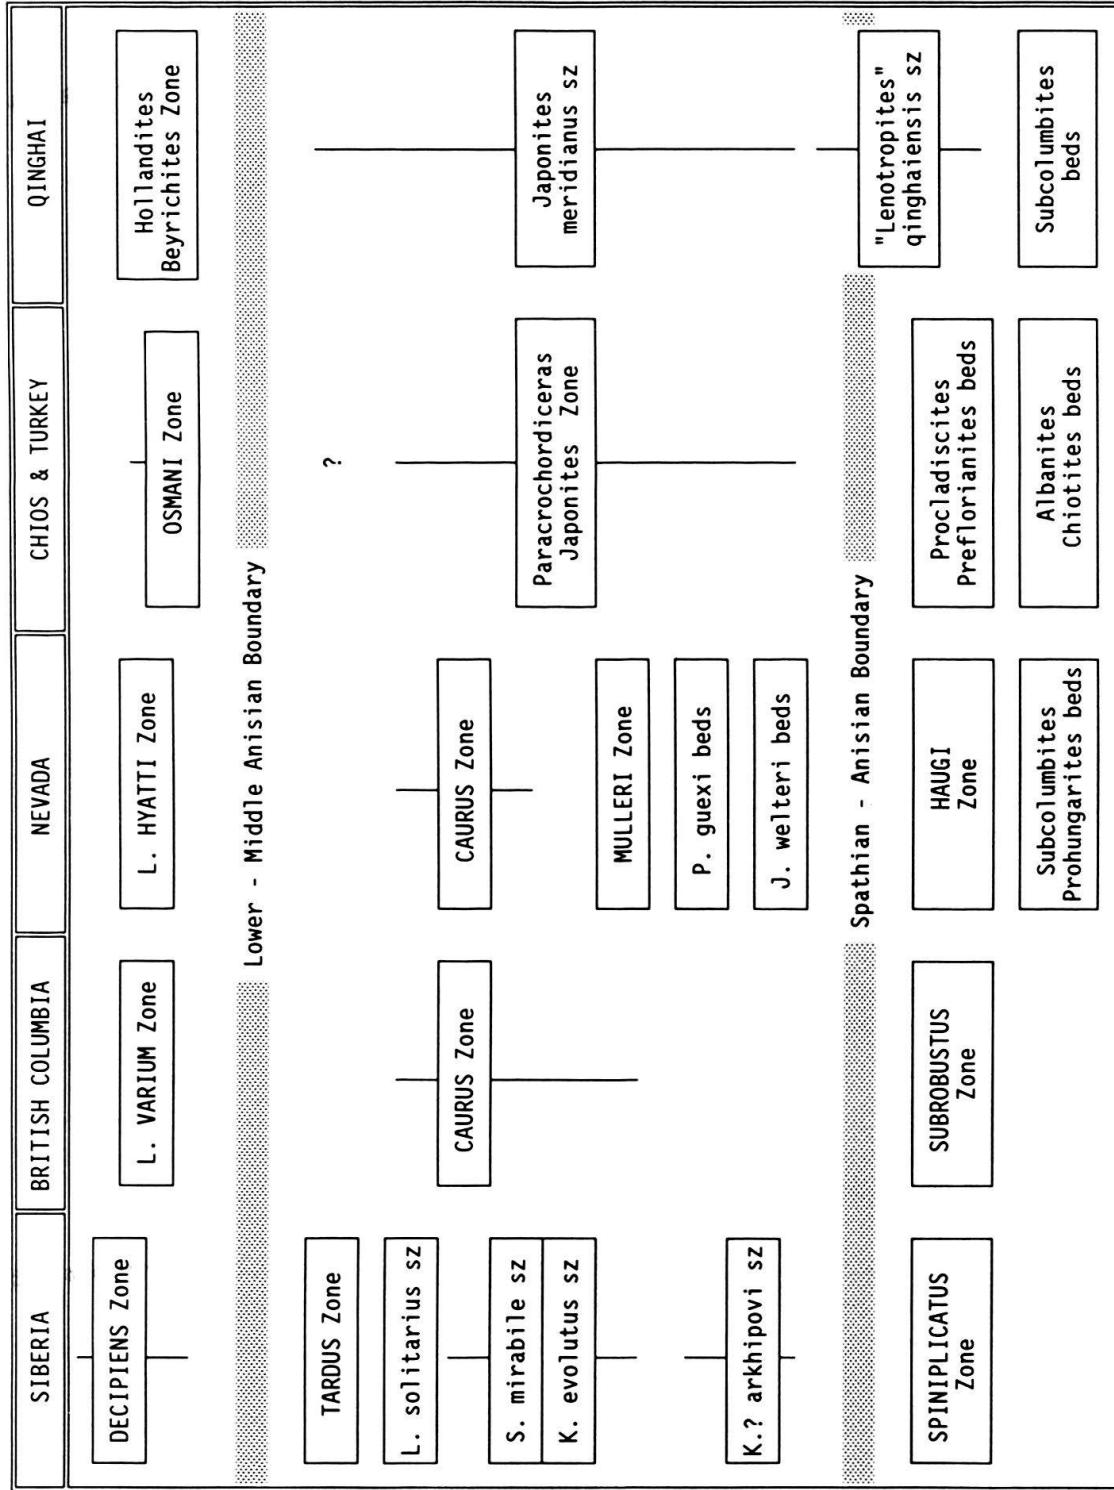 SIBERIA
BRITISH COLUMBIA
NEVADA
CHIOS & TURKEY
QINGHAI
DECIPIENS Zone
L. VARIUM Zone
L. HYATTI Zone
OSMANI Zone
Hollandites
Beyrichites Zone
Lower - Middle Anisian Boundary
TARDUS Zone
L. solitarius sz
S. mirabile sz
K. evolutus sz
K.? arkhipovi sz
CAURUS Zone
CAURUS Zone
MULLERI Zone
P. guexi beds
J. welteri beds
?
Paracrochordiceras
Japonites Zone
Japonites
meridianus sz
"Lenotropites"
qinghaiensis sz
Spathian - Anisian Boundary
SPINIPLICATUS
Zone
SUBROBUSTUS
Zone
HAUGI
Zone
Subcolumbites
Prohungarites beds
Procladiscites
Preflorianites beds
Albanites
Chiotites beds
Subcolumbites
beds